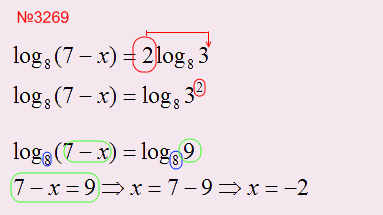 №3269
log₈(7 − x) = 2log₈3
log₈(7 − x) = log₈3²
log₈(7 − x) = log₈9
7 − x = 9 ⇒ x = 7 − 9 ⇒ x = −2